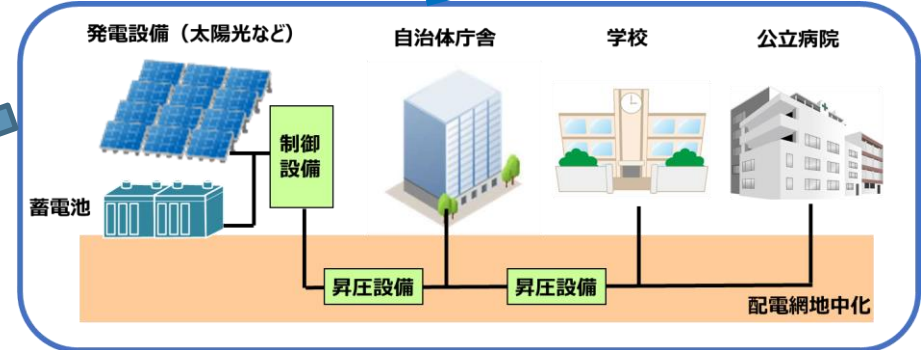 発電設備（太陽光など）
自治体庁舎
学校
公立病院
制御
設備
蓄電池
昇圧設備
昇圧設備
配電網地中化